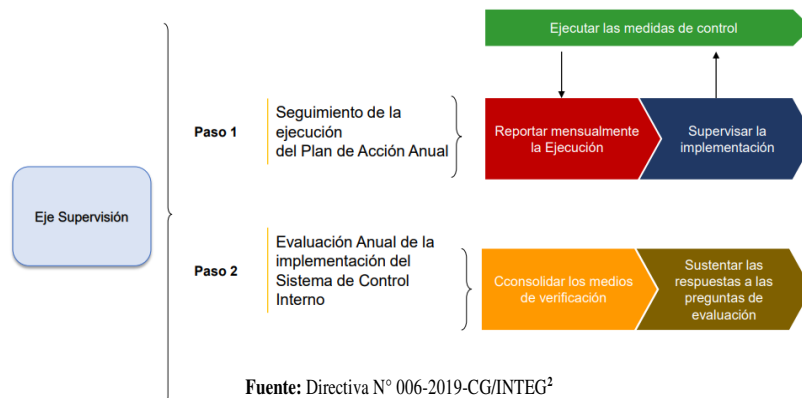 Ejecutar las medidas de control
Eje Supervisión
Paso 1
Seguimiento de la
ejecución
del Plan de Acción Anual
Reportar mensualmente
la Ejecución
Supervisar la
implementación
Paso 2
Evaluación Anual de la
implementación del
Sistema de Control
Interno
Cconsolidar los medios
de verificación
Sustentar las
respuestas a las
preguntas de
evaluación
Fuente: Directiva N° 006-2019-CG/INTEG²